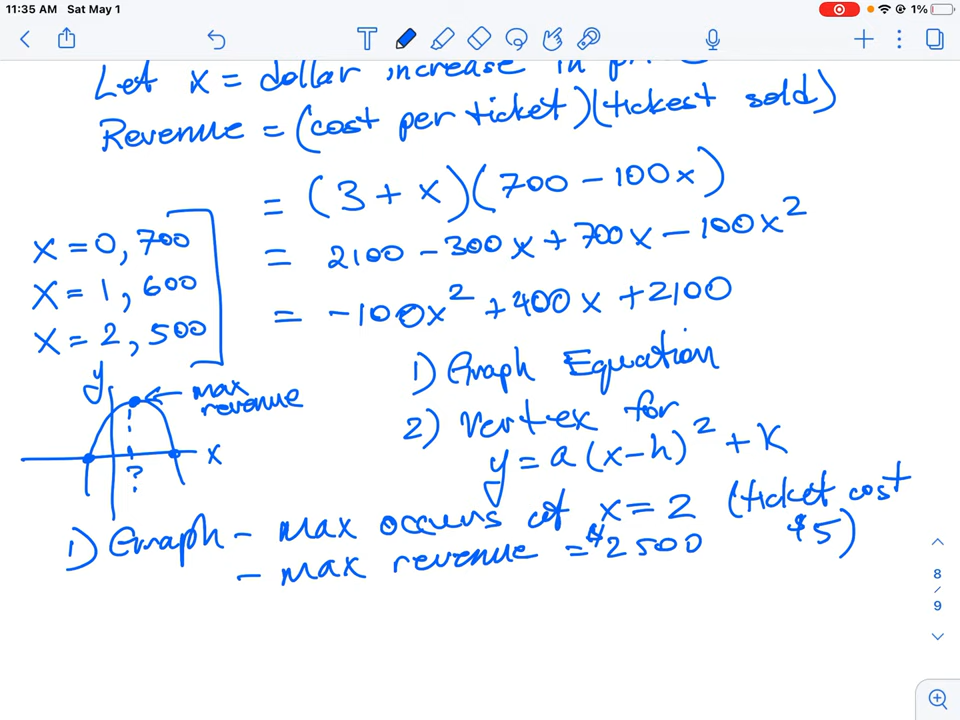 11:35 AM Sat May 1
1%
Let x = dollar increase in
Revenue = (cost per ticket)(tickest sold)
= (3 + x)(700 - 100x)
= 2100 - 300x + 700x - 100x²
= -100x² + 400x + 2100
x = 0, 700
x = 1, 600
x = 2, 500
y
max
revenue
x
?
1) Graph Equation
2) Vertex for
y = a(x-h)² + K
1) Graph - max occurs at x = 2 (ticket cost $5)
- max revenue = $2500
8
/
9